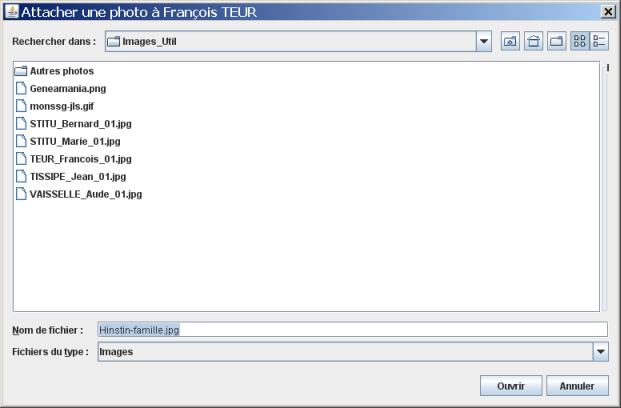 Attacher une photo à François TEUR
Rechercher dans : Images_Util
Autres photos
Geneamania.png
monssg-jls.gif
STITU_Bernard_01.jpg
STITU_Marie_01.jpg
TEUR_Francois_01.jpg
TISSIPE_Jean_01.jpg
VAISSELLE_Aude_01.jpg
Nom de fichier : Hinstin-famille.jpg
Fichiers du type : Images
Ouvrir Annuler